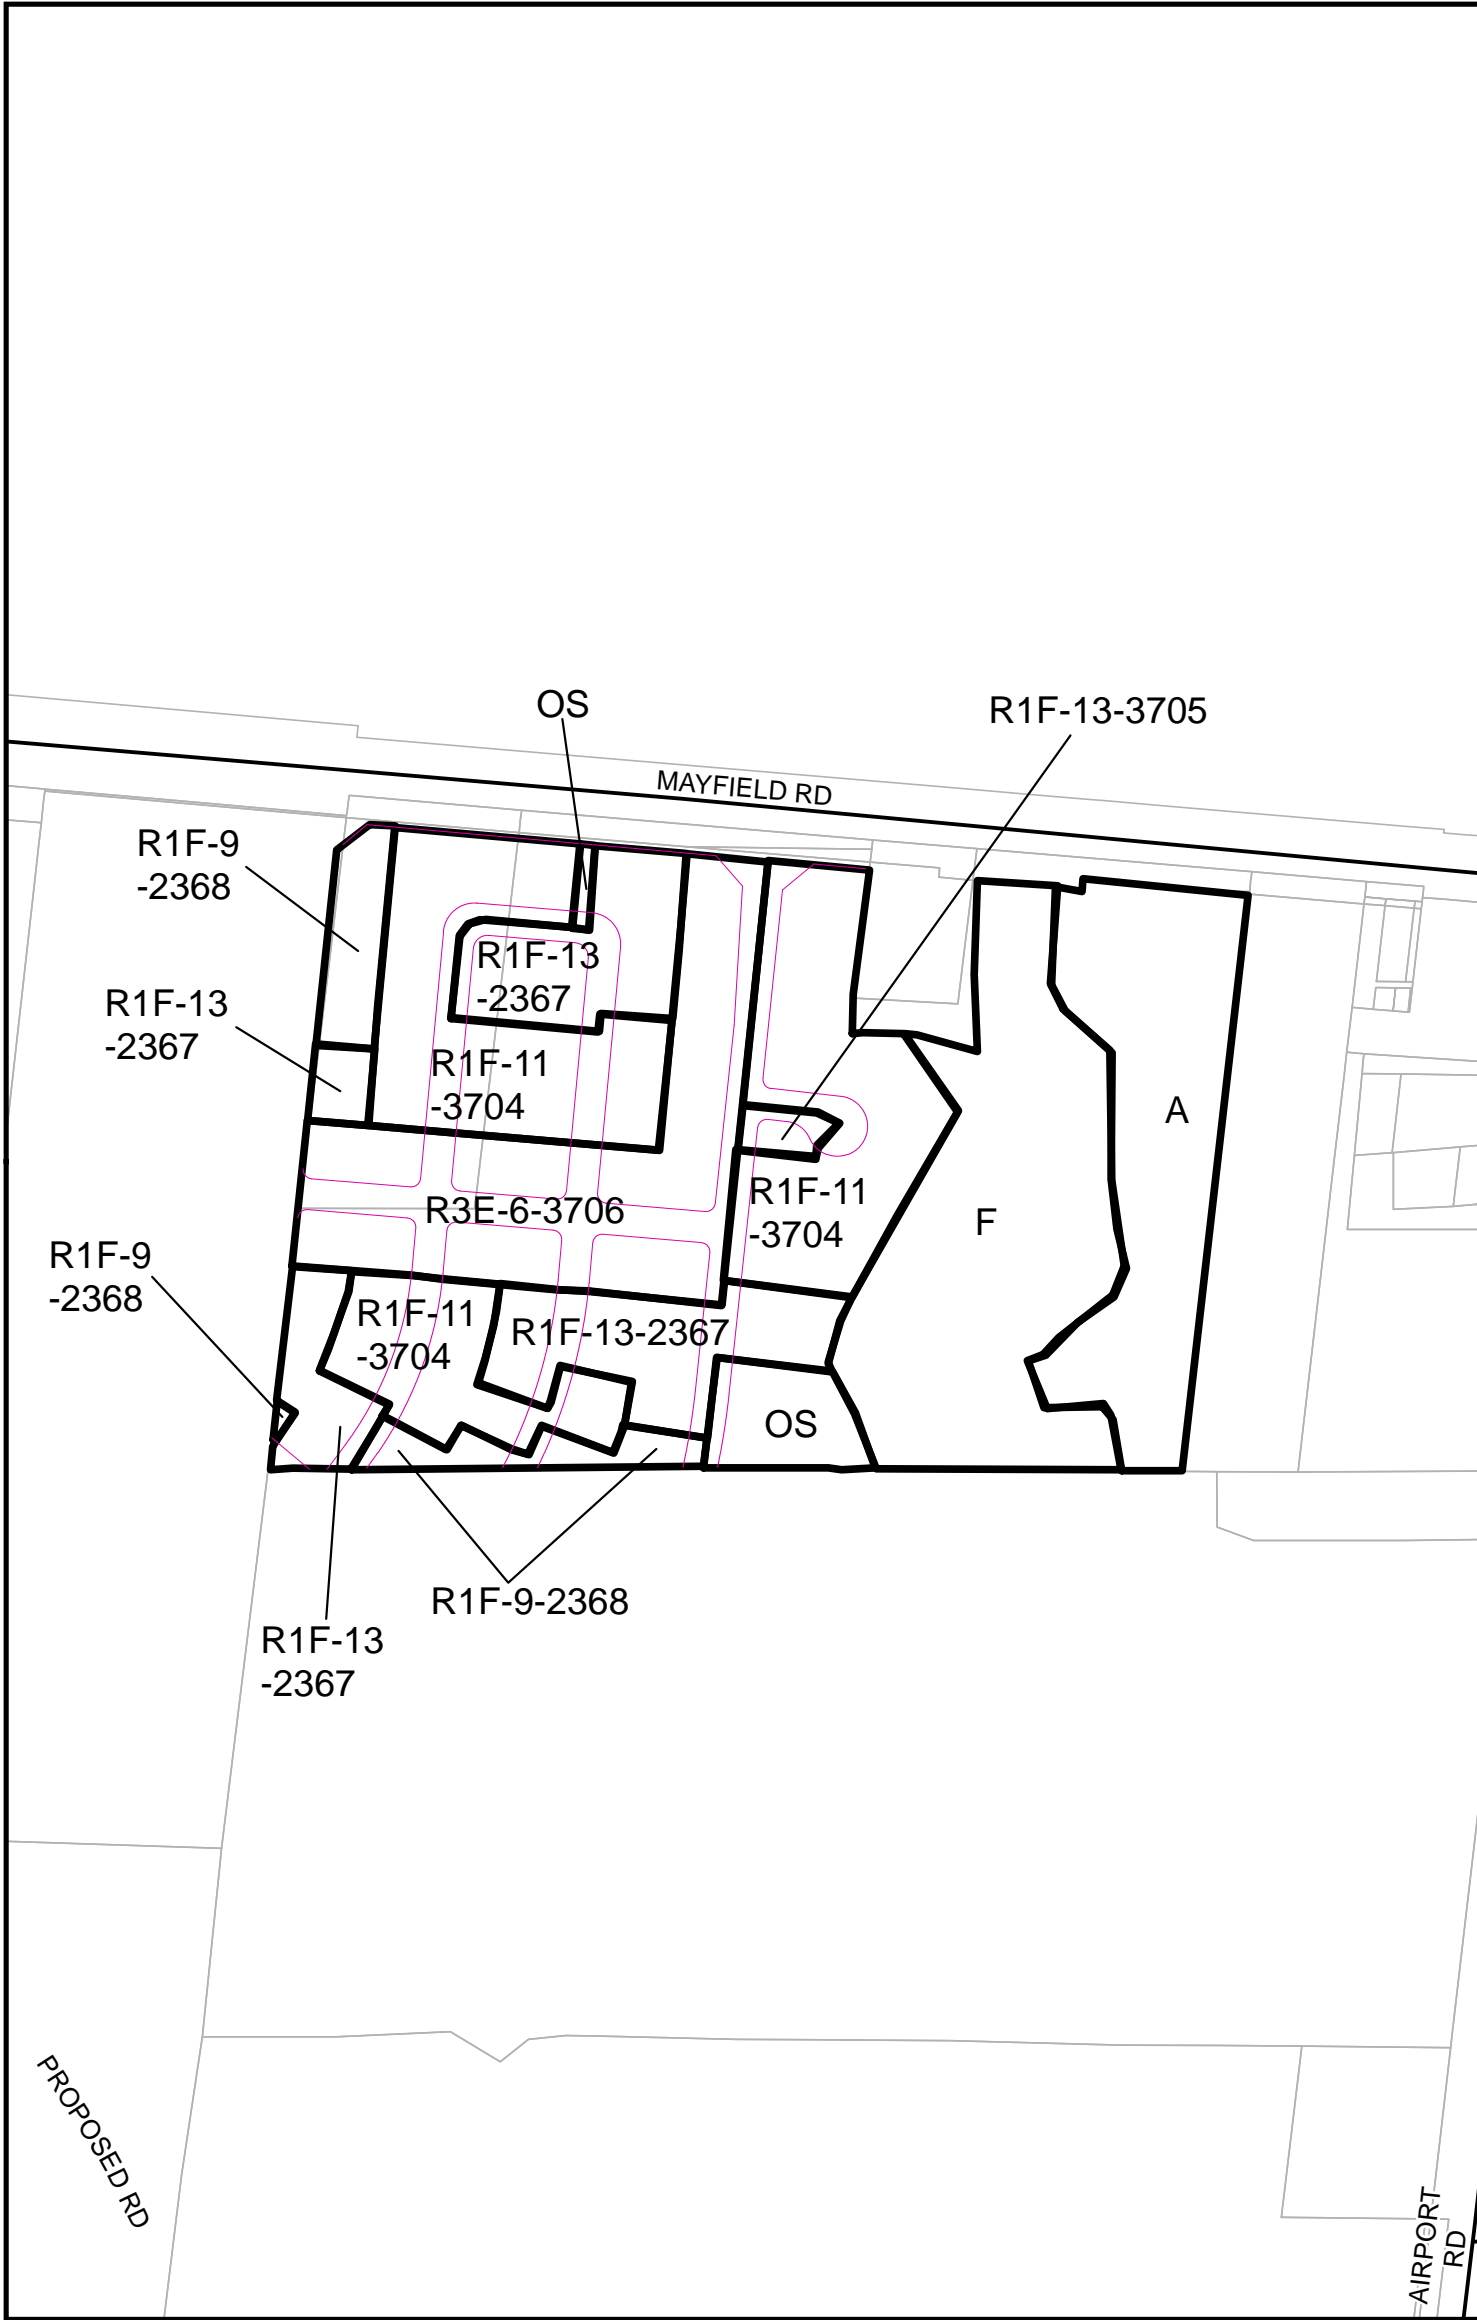 OS
R1F-13-3705
MAYFIELD RD
R1F-9
-2368
R1F-13
-2367
R1F-13
-2367
R1F-11
-3704
A
R1F-11
-3704
R3E-6-3706
F
R1F-9
-2368
R1F-11
-3704
R1F-13-2367
OS
R1F-9-2368
R1F-13
-2367
PROPOSED RD
AIRPORT
RD